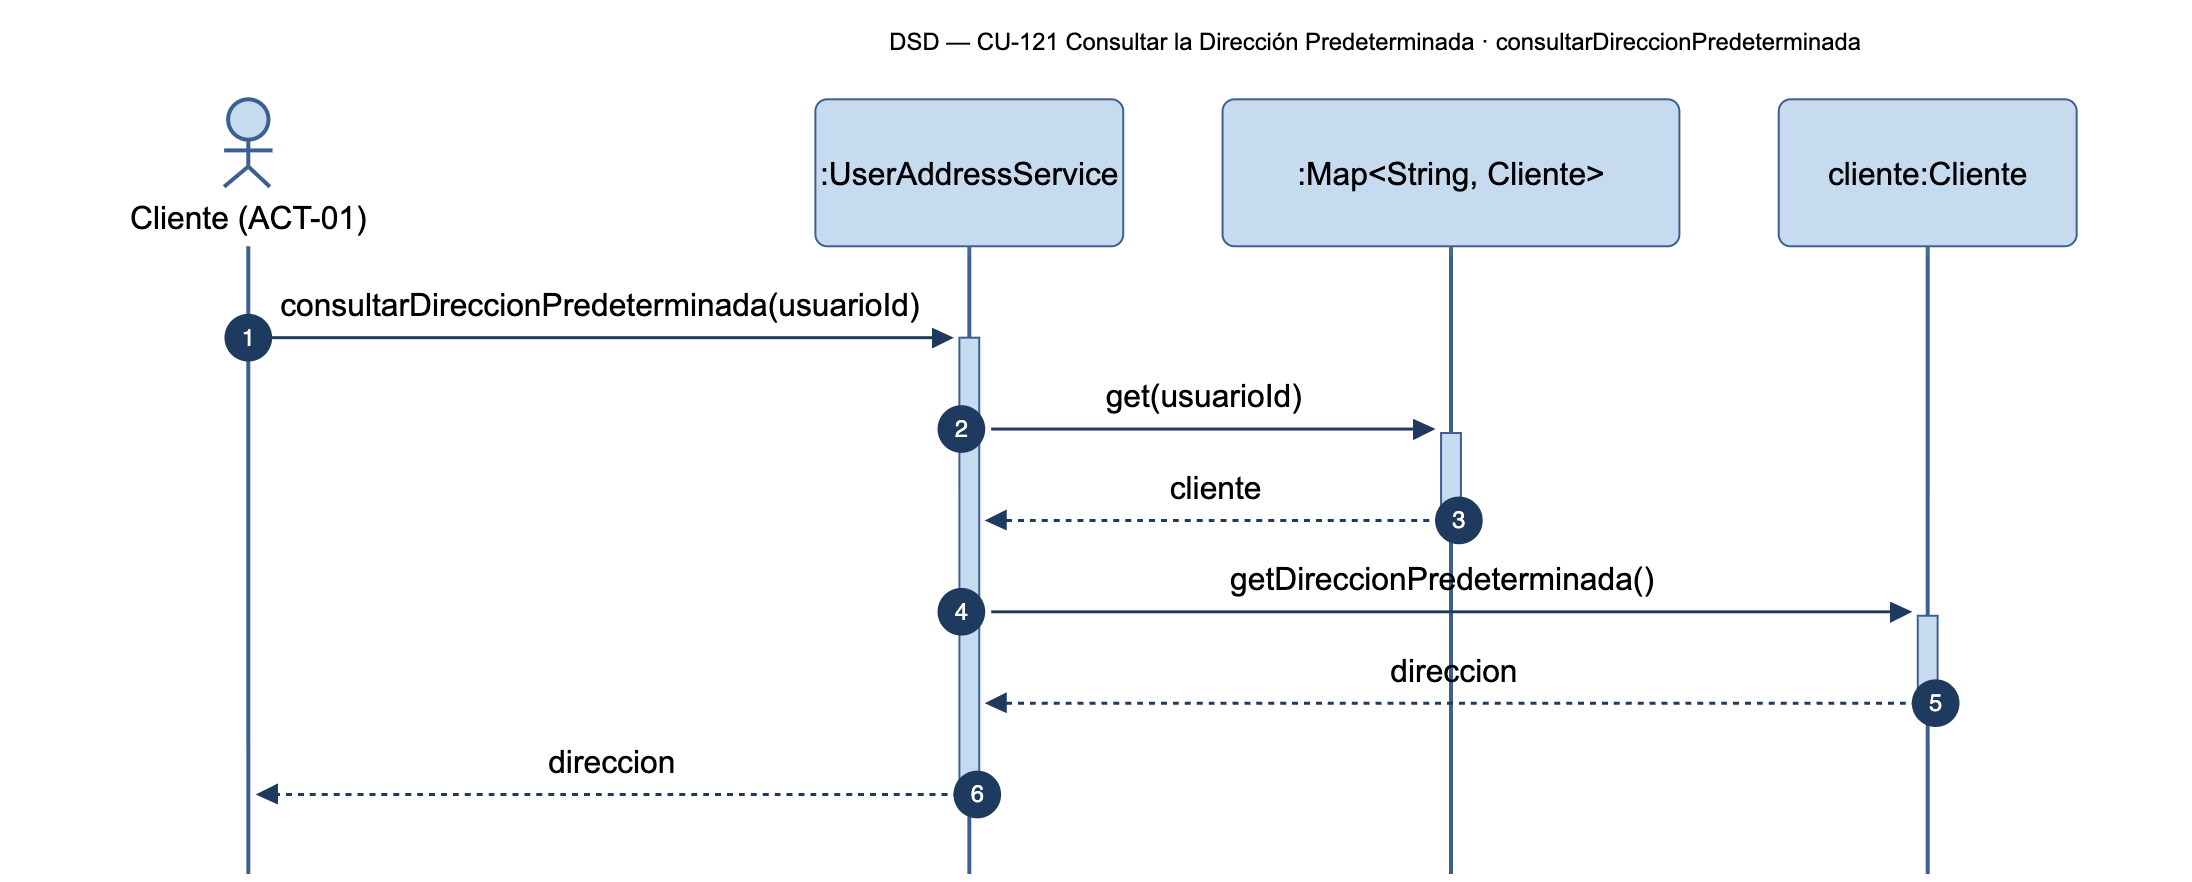 DSD — CU-121 Consultar la Dirección Predeterminada · consultarDireccionPredeterminada
Cliente (ACT-01)
:UserAddressService
:Map<String, Cliente>
cliente:Cliente
consultarDireccionPredeterminada(usuarioId)
1
get(usuarioId)
2
cliente
3
getDireccionPredeterminada()
4
direccion
5
direccion
6